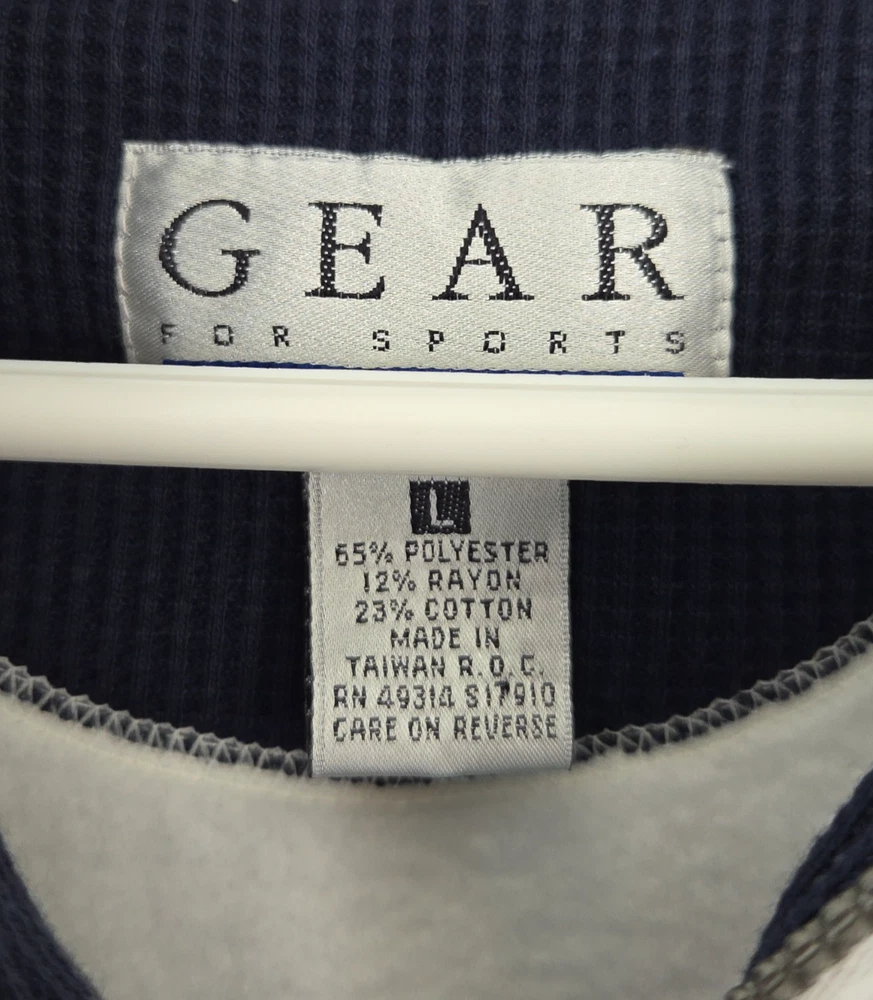 GEAR
FOR SPORTS
L
65% POLYESTER
12% RAYON
23% COTTON
MADE IN
TAIWAN R.O.C.
RN 49314 S17910
CARE ON REVERSE